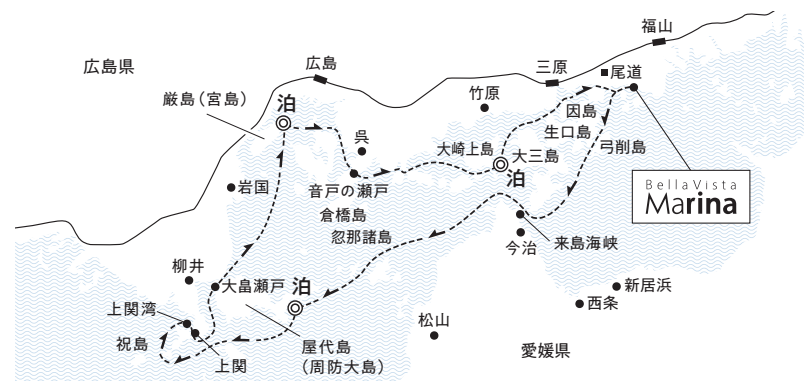 福山
広島
三原
尾道
広島県
泊
竹原
厳島（宮島）
因島
呉
生口島
大崎上島
大三島
弓削島
泊
BellaVista
Marina
岩国
音戸の瀬戸
倉橋島
忽那諸島
来島海峡
今治
柳井
大畠瀬戸
泊
新居浜
西条
上関湾
松山
祝島
上関
屋代島
（周防大島）
愛媛県